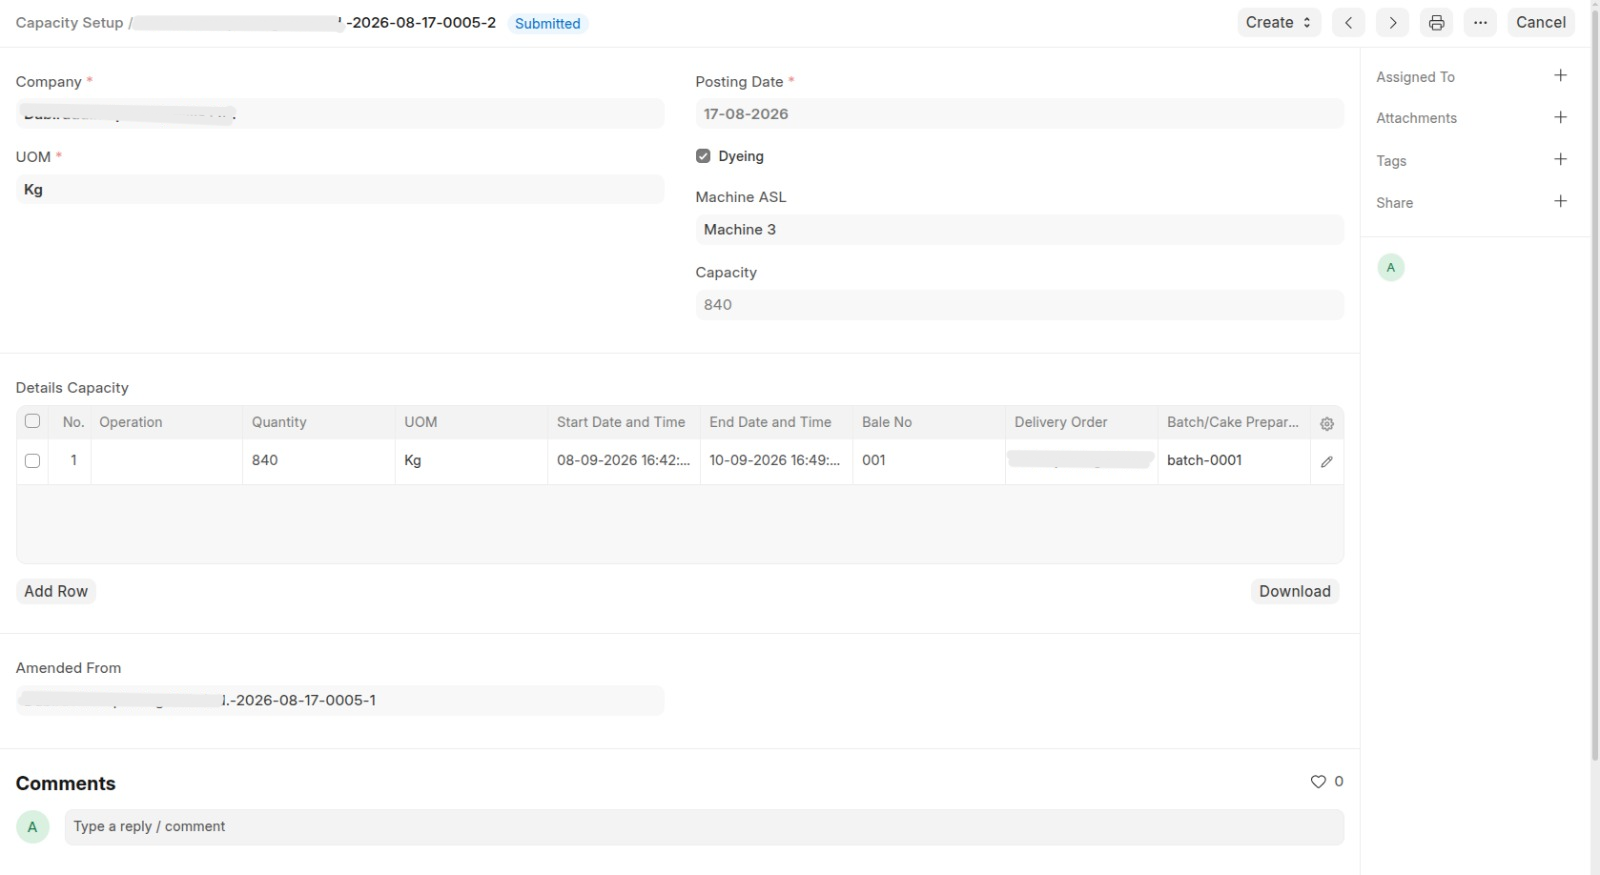 Capacity Setup / -2026-08-17-0005-2 Submitted Create Cancel
Company *
Posting Date *
17-08-2026
UOM *
Kg
Dyeing
Machine ASL
Machine 3
Capacity
840
Assigned To
Attachments
Tags
Share
A
Details Capacity
No. Operation Quantity UOM Start Date and Time End Date and Time Bale No Delivery Order Batch/Cake Prepar...
1 840 Kg 08-09-2026 16:42:... 10-09-2026 16:49:... 001 batch-0001
Add Row Download
Amended From
.-2026-08-17-0005-1
Comments 0
A Type a reply / comment